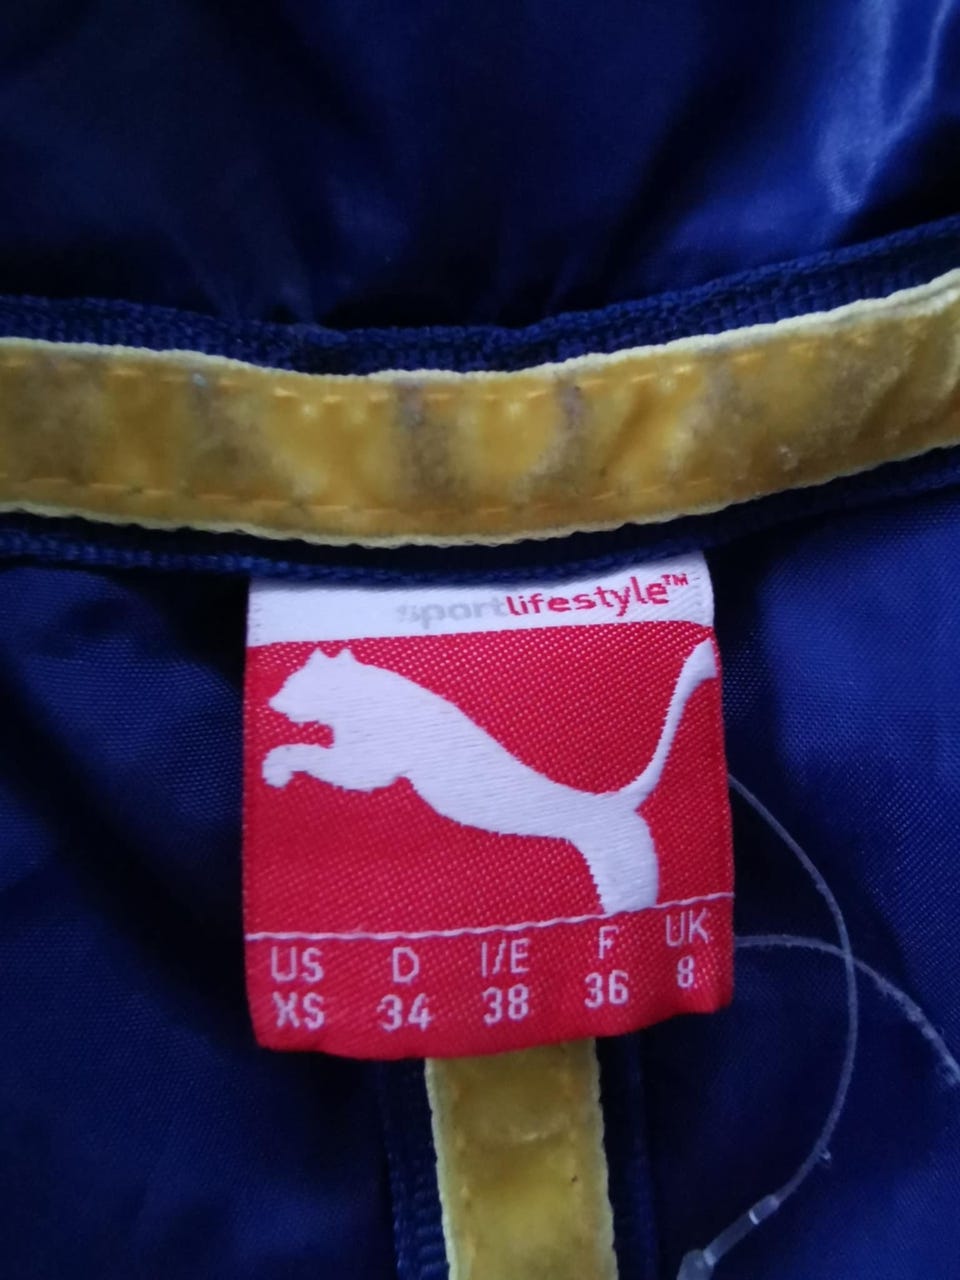 sportlifestyle™
US D I/E F UK
XS 34 38 36 8